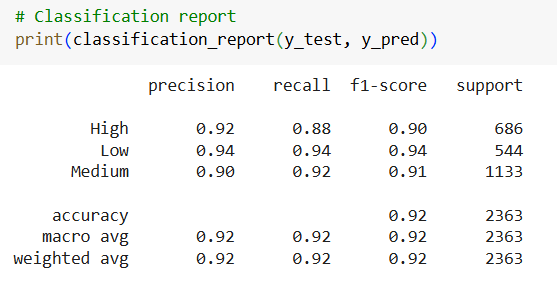 # Classification report
print(classification_report(y_test, y_pred))
precision recall f1-score support
High 0.92 0.88 0.90 686
Low 0.94 0.94 0.94 544
Medium 0.90 0.92 0.91 1133
accuracy 0.92 2363
macro avg 0.92 0.92 0.92 2363
weighted avg 0.92 0.92 0.92 2363